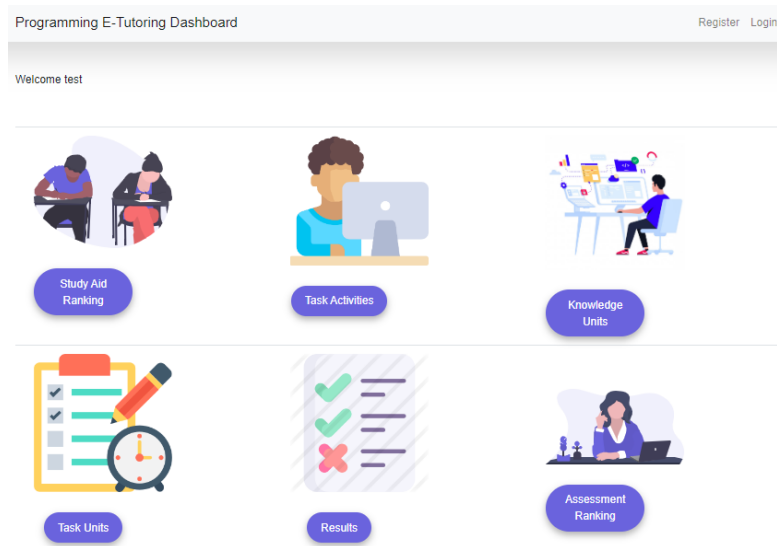 Programming E-Tutoring Dashboard
Register Login
Welcome test
Study Aid
Ranking
Task Activities
Knowledge
Units
Task Units
Results
Assessment
Ranking